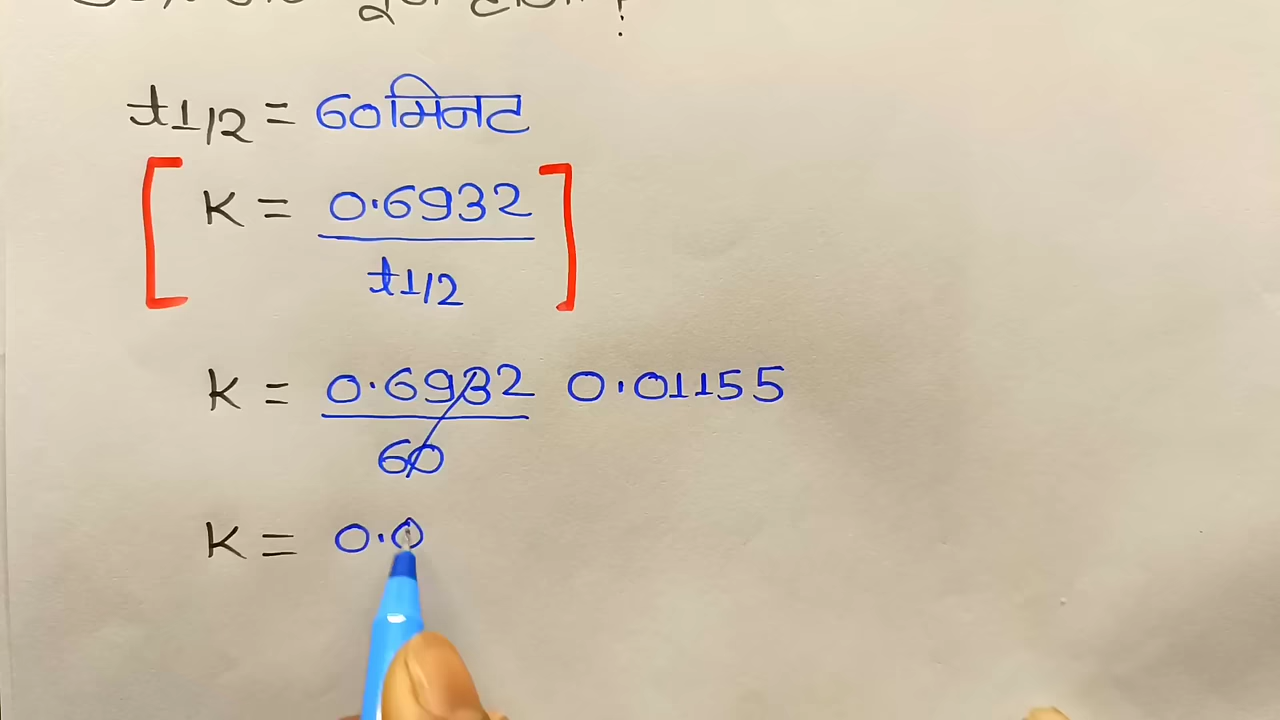 t1/2 = 60 मिनट
K = 0.6932
t1/2
K = 0.6932 0.01155
60
K = 0.0